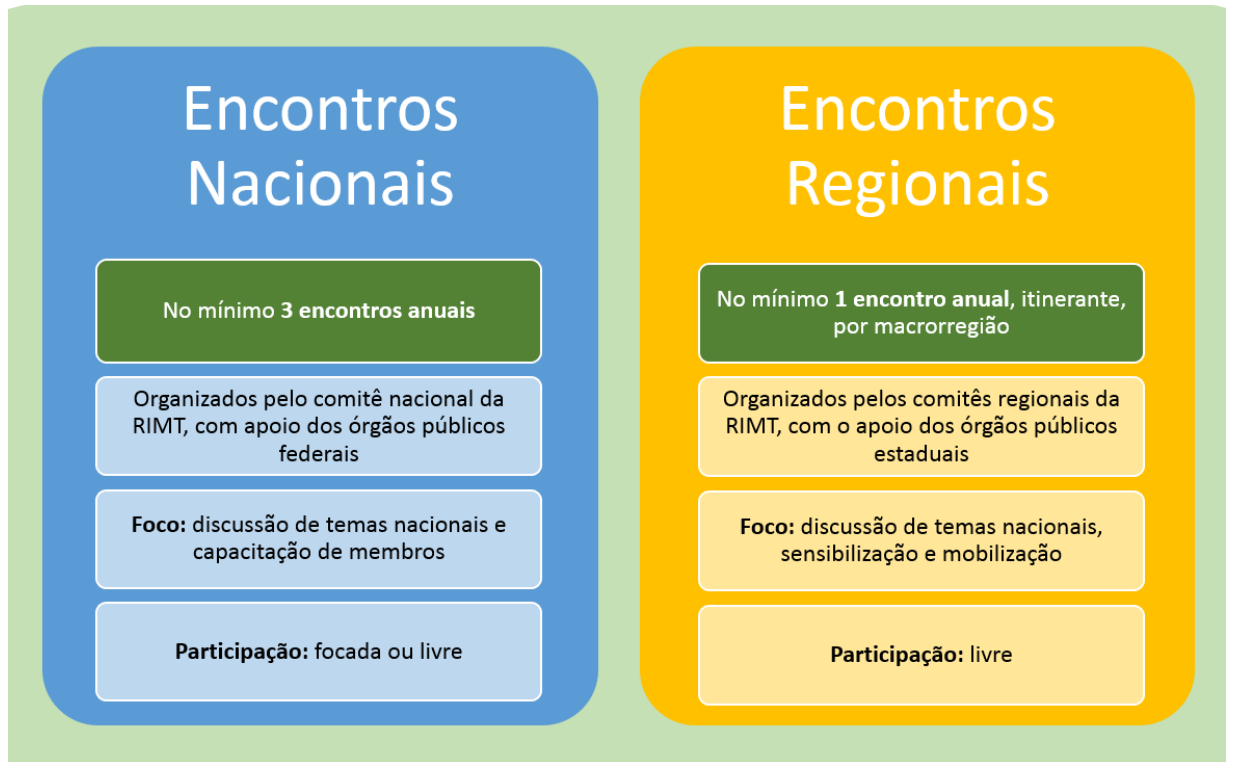 Encontros
Nacionais
No mínimo 3 encontros anuais
Organizados pelo comitê nacional da
RIMT, com apoio dos órgãos públicos
federais
Foco: discussão de temas nacionais e
capacitação de membros
Participação: focada ou livre
Encontros
Regionais
No mínimo 1 encontro anual, itinerante,
por macrorregião
Organizados pelos comitês regionais da
RIMT, com o apoio dos órgãos públicos
estaduais
Foco: discussão de temas nacionais,
sensibilização e mobilização
Participação: livre